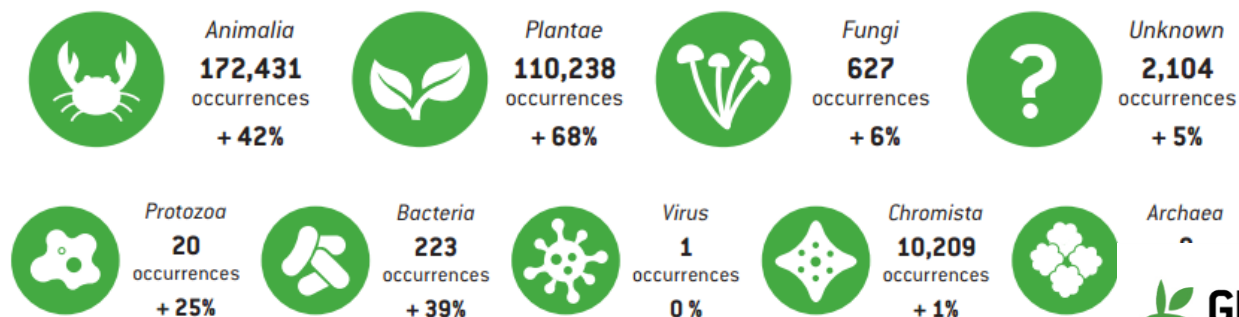 Animalia
172,431
occurrences
+ 42%
Plantae
110,238
occurrences
+ 68%
Fungi
627
occurrences
+ 6%
Unknown
2,104
occurrences
+ 5%
Protozoa
20
occurrences
+ 25%
Bacteria
223
occurrences
+ 39%
Virus
1
occurrences
0 %
Chromista
10,209
occurrences
+ 1%
Archaea